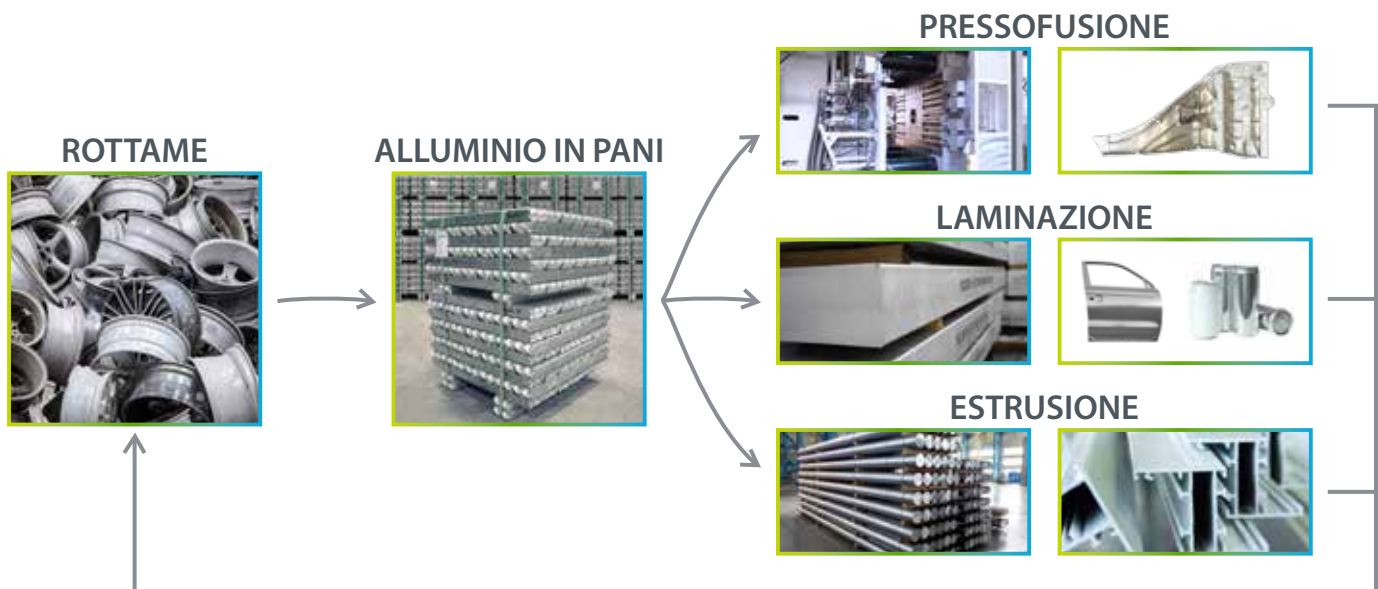 PRESSOFUSIONE
ROTTAME
ALLUMINIO IN PANI
LAMINAZIONE
ESTRUSIONE